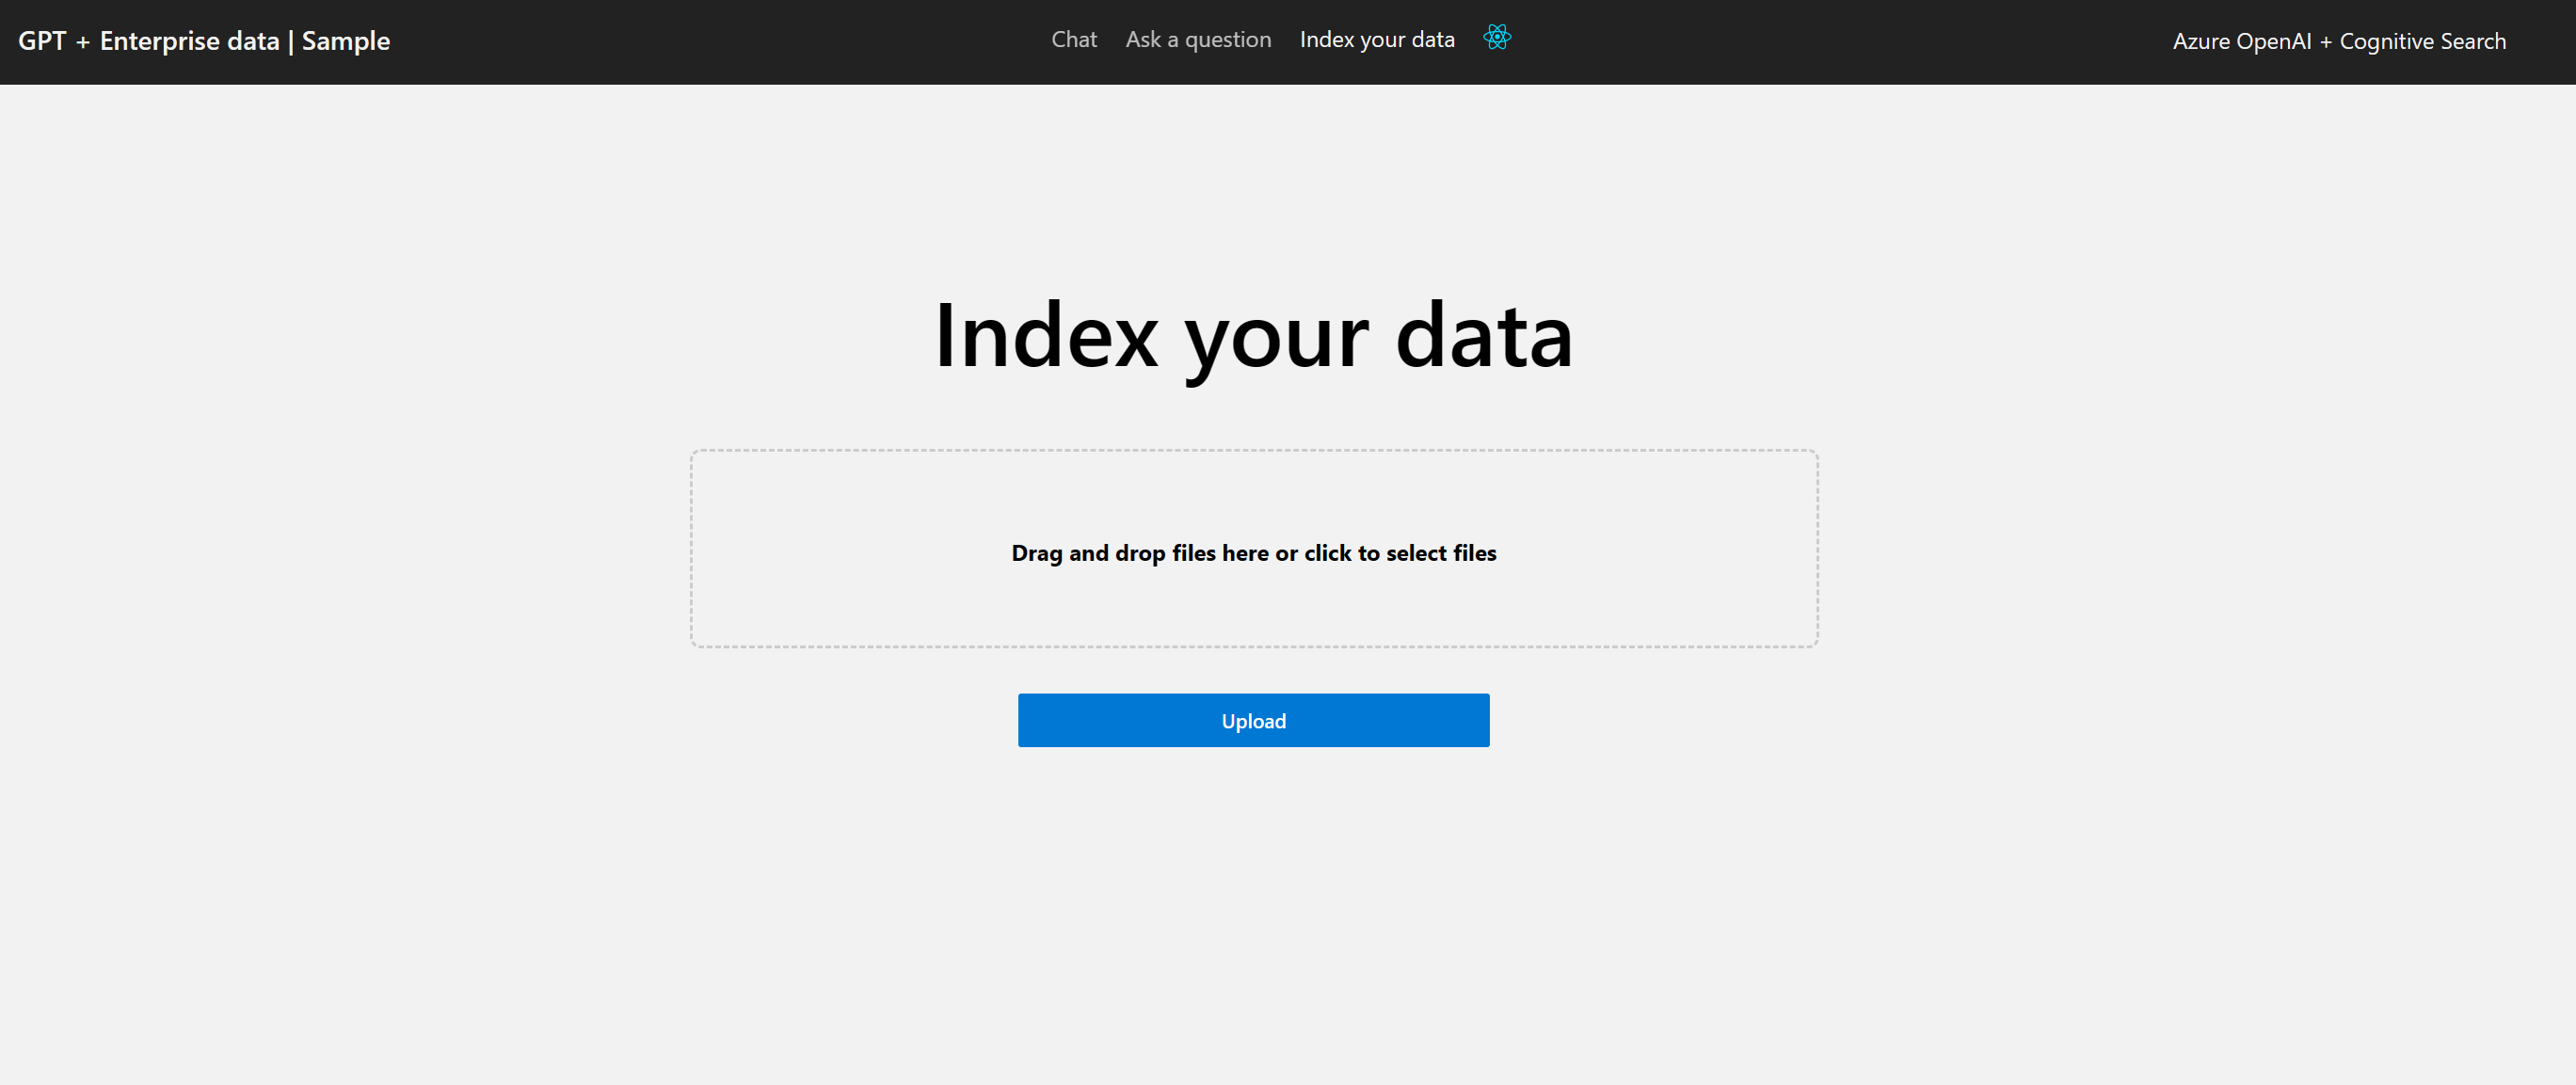 GPT + Enterprise data | Sample
Chat
Ask a question
Index your data
Azure OpenAI + Cognitive Search
Index your data
Drag and drop files here or click to select files
Upload